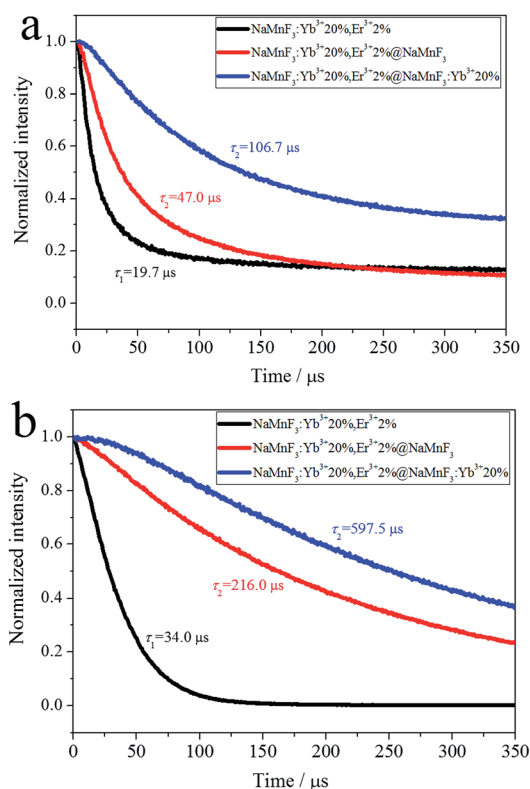 a
NaMnF₃:Yb³⁺20%,Er³⁺2%
NaMnF₃:Yb³⁺20%,Er³⁺2%@NaMnF₃
NaMnF₃:Yb³⁺20%,Er³⁺2%@NaMnF₃:Yb³⁺20%
Normalized intensity
1.0
0.8
0.6
0.4
0.2
0.0
τ₂=106.7 μs
τ₂=47.0 μs
τ₁=19.7 μs
0 50 100 150 200 250 300 350
Time / μs
b
NaMnF₃:Yb³⁺20%,Er³⁺2%
NaMnF₃:Yb³⁺20%,Er³⁺2%@NaMnF₃
NaMnF₃:Yb³⁺20%,Er³⁺2%@NaMnF₃:Yb³⁺20%
Normalized intensity
1.0
0.8
0.6
0.4
0.2
0.0
τ₂=597.5 μs
τ₂=216.0 μs
τ₁=34.0 μs
0 50 100 150 200 250 300 350
Time / μs